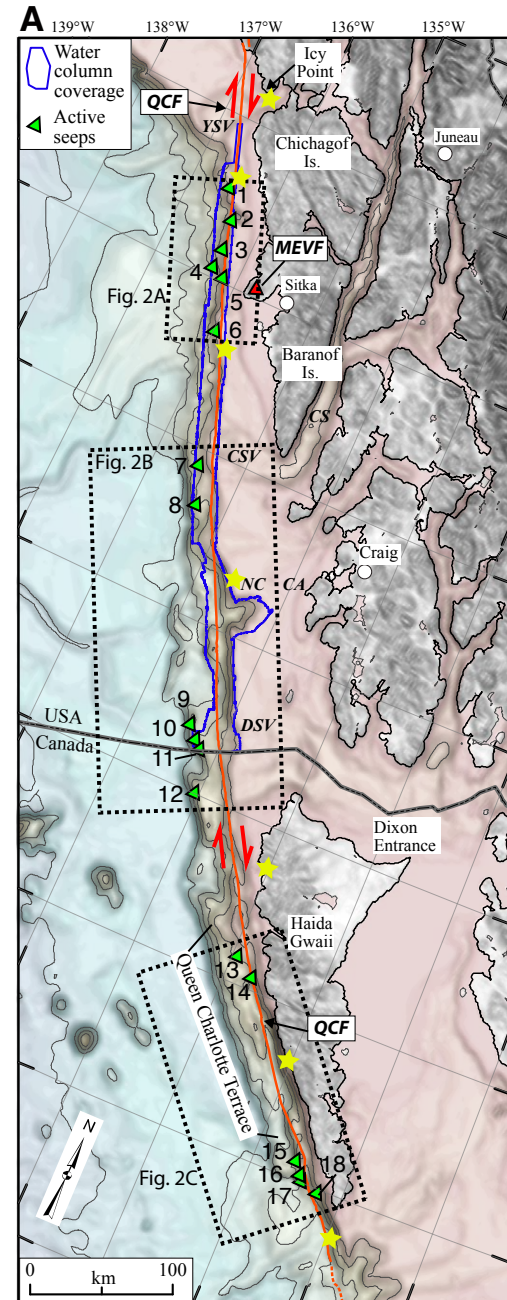 A
139°W
138°W
137°W
136°W
135°W
Water
column
coverage
Active
seeps
QCF
YSV
Icy
Point
Juneau
Chichagof
Is.
1
2
3
4
5
6
MEVF
Sitka
Fig. 2A
Baranof
Is.
CS
CSV
Fig. 2B
7
8
Craig
NC
CA
9
10
11
12
USA
Canada
DSV
Dixon
Entrance
Haida
Gwaii
13
14
Queen Charlotte Terrace
QCF
15
16
17
18
Fig. 2C
N
0
100
km